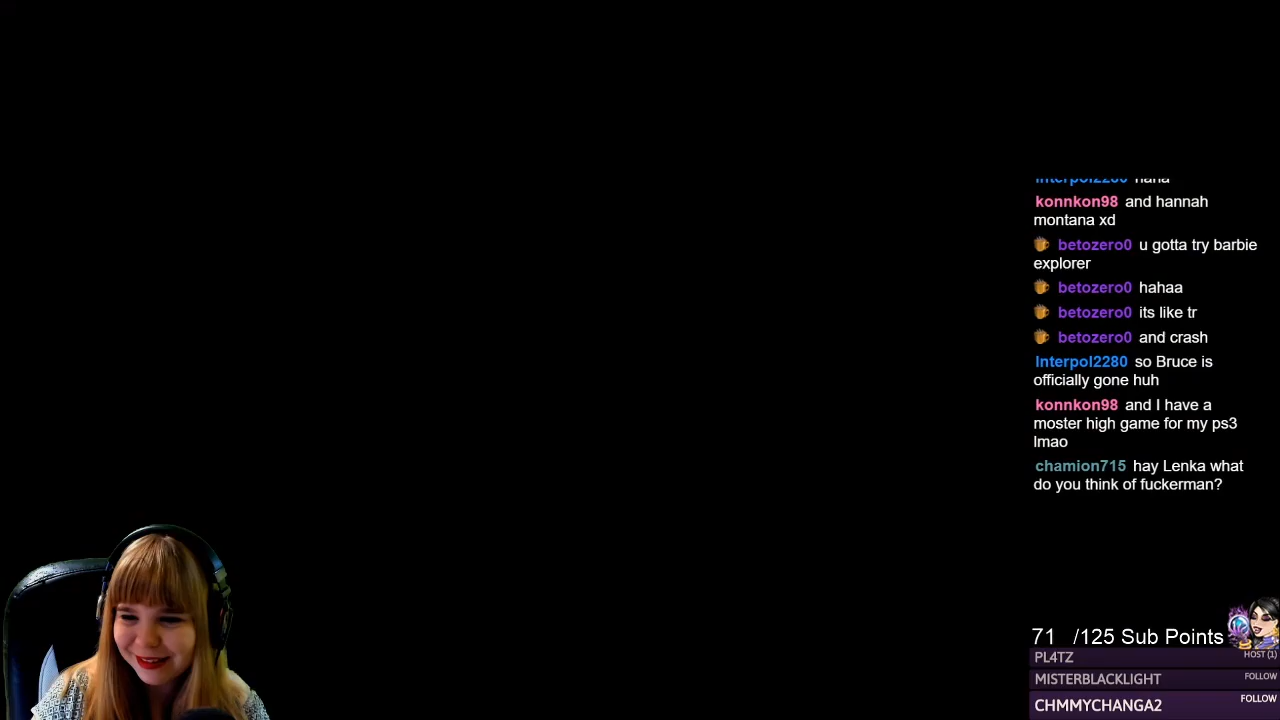 Interpol2280 haha
konnkon98 and hannah
montana xd
betozero0 u gotta try barbie
explorer
betozero0 hahaa
betozero0 its like tr
betozero0 and crash
Interpol2280 so Bruce is
officially gone huh
konnkon98 and I have a
moster high game for my ps3
lmao
chamion715 hay Lenka what
do you think of fuckerman?
71 /125 Sub Points
PL4TZ HOST (1)
MISTERBLACKLIGHT FOLLOW
CHMMYCHANGA2 FOLLOW